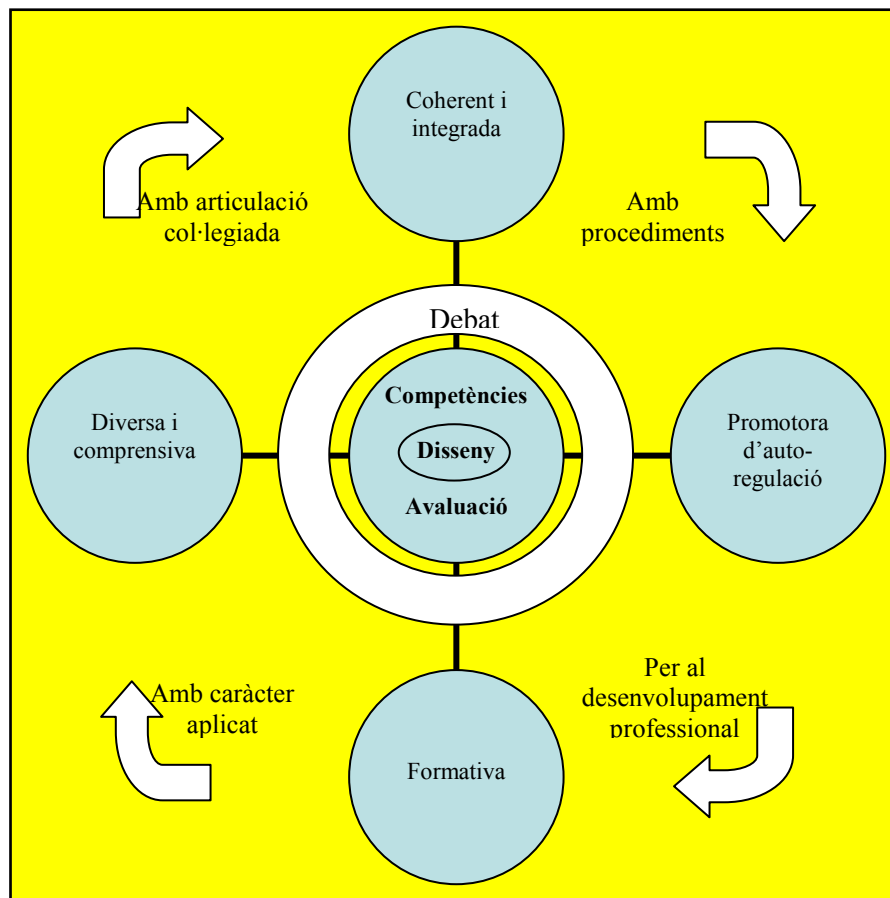 Coherent i
integrada
Amb articulació
col·legiada
Amb
procediments
Debat
Diversa i
comprensiva
Competències
Disseny
Avaluació
Promotora
d’auto-
regulació
Amb caràcter
aplicat
Per al
desenvolupament
professional
Formativa